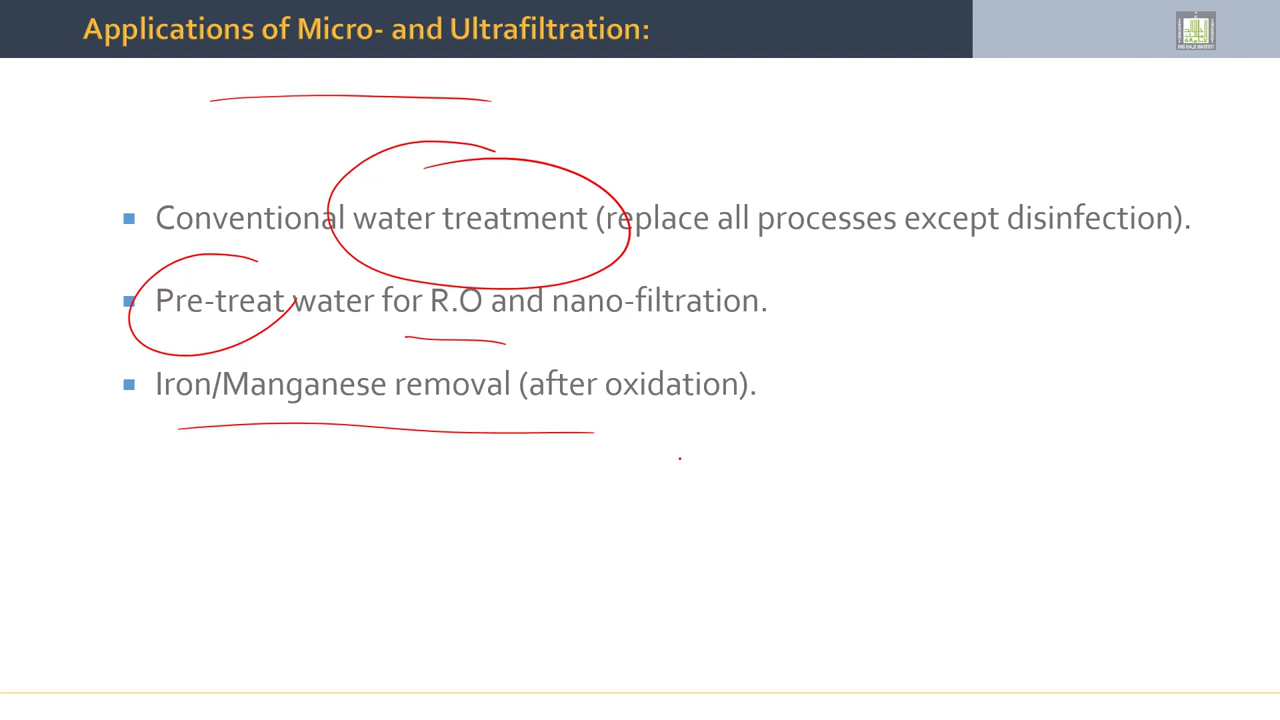 Applications of Micro- and Ultrafiltration:
Conventional water treatment (replace all processes except disinfection).
Pre-treat water for R.O and nano-filtration.
Iron/Manganese removal (after oxidation).